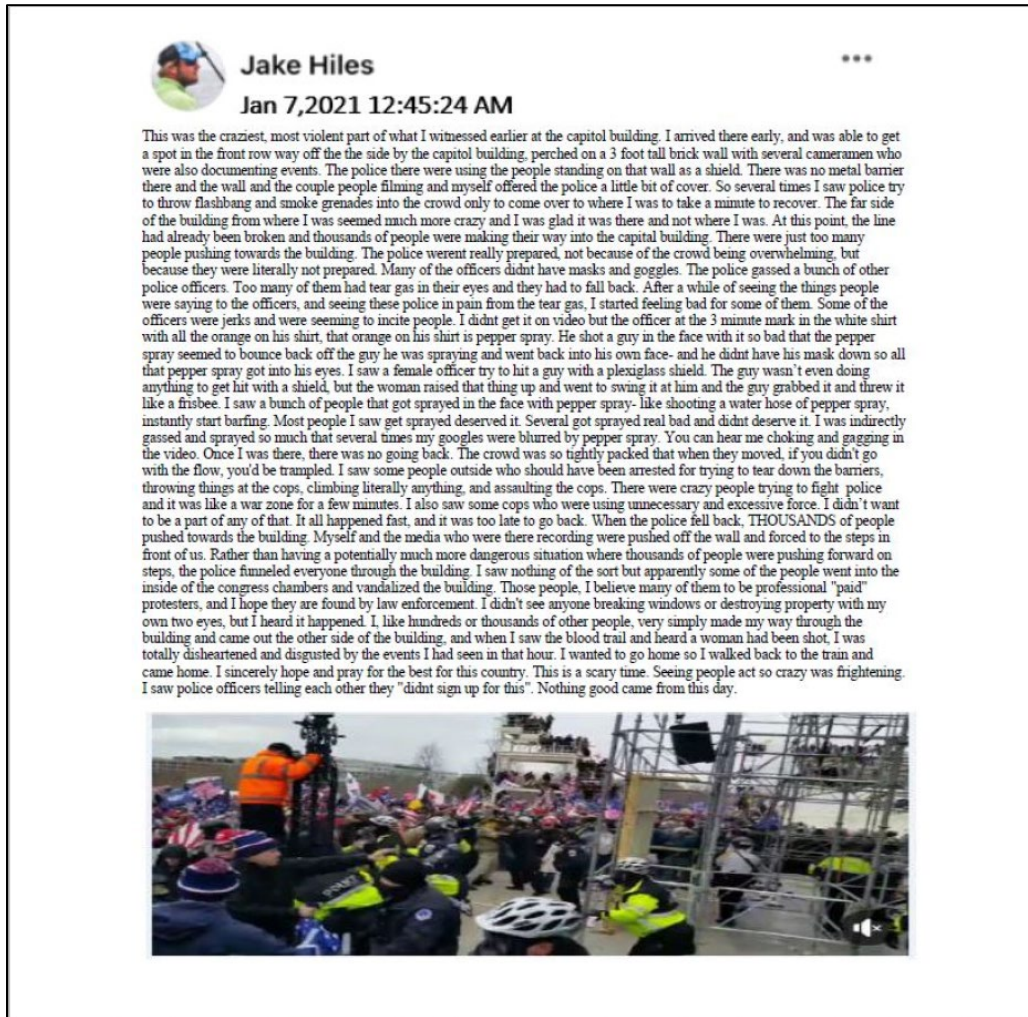 Jake Hiles
Jan 7,2021 12:45:24 AM
This was the craziest, most violent part of what I witnessed earlier at the capitol building. I arrived there early, and was able to get
a spot in the front row way off the the side by the capitol building, perched on a 3 foot tall brick wall with several cameramen who
were also documenting events. The police there were using the people standing on that wall as a shield. There was no metal barrier
there and the wall and the couple people filming and myself offered the police a little bit of cover. So several times I saw police try
to throw flashbang and smoke grenades into the crowd only to come over to where I was to take a minute to recover. The far side
of the building from where I was seemed much more crazy and I was glad it was there and not where I was. At this point, the line
had already been broken and thousands of people were making their way into the capital building. There were just too many
people pushing towards the building. The police werent really prepared, not because of the crowd being overwhelming, but
because they were literally not prepared. Many of the officers didnt have masks and goggles. The police gassed a bunch of other
police officers. Too many of them had tear gas in their eyes and they had to fall back. After a while of seeing the things people
were saying to the officers, and seeing these police in pain from the tear gas, I started feeling bad for some of them. Some of the
officers were jerks and were seeming to incite people. I didnt get it on video but the officer at the 3 minute mark in the white shirt
with all the orange on his shirt, that orange on his shirt is pepper spray. He shot a guy in the face with it so bad that the pepper
spray seemed to bounce back off the guy he was spraying and went back into his own face- and he didnt have his mask down so all
that pepper spray got into his eyes. I saw a female officer try to hit a guy with a plexiglass shield. The guy wasn’t even doing
anything to get hit with a shield, but the woman raised that thing up and went to swing it at him and the guy grabbed it and threw it
like a frisbee. I saw a bunch of people that got sprayed in the face with pepper spray- like shooting a water hose of pepper spray,
instantly start barfing. Most people I saw get sprayed deserved it. Several got sprayed real bad and didnt deserve it. I was indirectly
gassed and sprayed so much that several times my googles were blurred by pepper spray. You can hear me choking and gagging in
the video. Once I was there, there was no going back. The crowd was so tightly packed that when they moved, if you didn't go
with the flow, you'd be trampled. I saw some people outside who should have been arrested for trying to tear down the barriers,
throwing things at the cops, climbing literally anything, and assaulting the cops. There were crazy people trying to fight police
and it was like a war zone for a few minutes. I also saw some cops who were using unnecessary and excessive force. I didn’t want
to be a part of any of that. It all happened fast, and it was too late to go back. When the police fell back, THOUSANDS of people
pushed towards the building. Myself and the media who were there recording were pushed off the wall and forced to the steps in
front of us. Rather than having a potentially much more dangerous situation where thousands of people were pushing forward on
steps, the police funneled everyone through the building. I saw nothing of the sort but apparently some of the people went into the
inside of the congress chambers and vandalized the building. Those people, I believe many of them to be professional "paid"
protesters, and I hope they are found by law enforcement. I didn't see anyone breaking windows or destroying property with my
own two eyes, but I heard it happened. I, like hundreds or thousands of other people, very simply made my way through the
building and came out the other side of the building, and when I saw the blood trail and heard a woman had been shot, I was
totally disheartened and disgusted by the events I had seen in that hour. I wanted to go home so I walked back to the train and
came home. I sincerely hope and pray for the best for this country. This is a scary time. Seeing people act so crazy was frightening.
I saw police officers telling each other they "didnt sign up for this". Nothing good came from this day.
POLICE